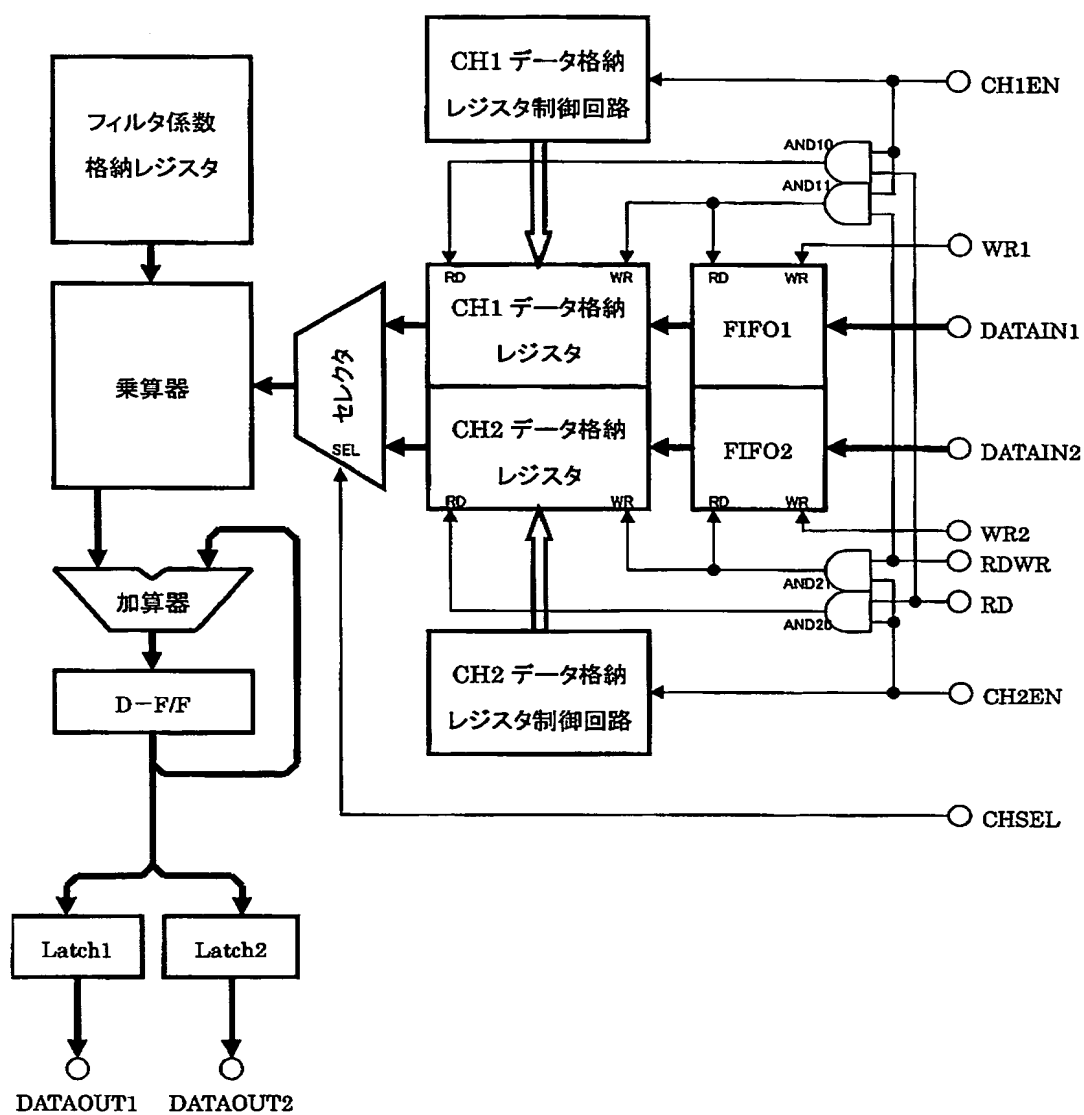 CH1 データ格納
レジスタ制御回路
CH1EN
フィルタ係数
格納レジスタ
AND10
AND11
WR1
RD
WR
RD
WR
CH1 データ格納
レジスタ
FIFO1
DATAIN1
乗算器
セレクタ
SEL
CH2 データ格納
レジスタ
FIFO2
DATAIN2
RD
WR
RD
WR
WR2
RDWR
AND21
加算器
RD
AND20
CH2 データ格納
レジスタ制御回路
CH2EN
D－F/F
CHSEL
Latch1
Latch2
DATAOUT1
DATAOUT2